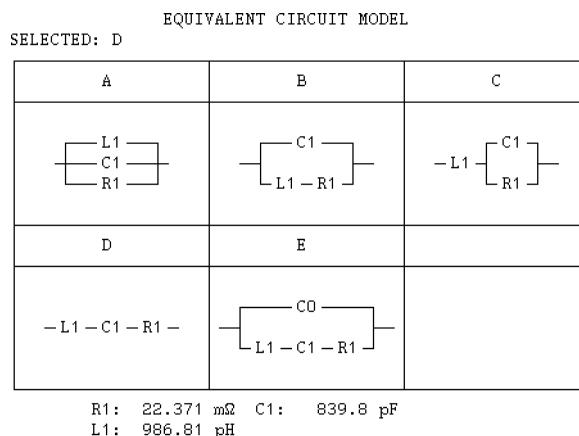 EQUIVALENT CIRCUIT MODEL
SELECTED: D
A B C
L1 C1 C1
C1 L1
R1 L1 R1 R1
D E
C0
L1 C1 R1
L1 C1 R1
R1: 22.371 mΩ C1: 839.8 pF
L1: 986.81 pH